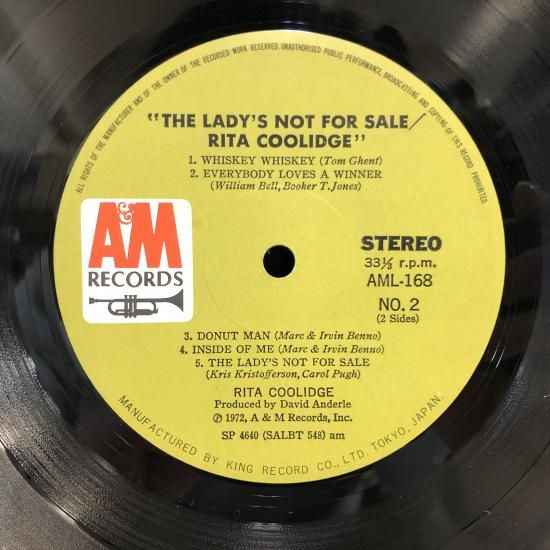 ALL RIGHTS OF THE MANUFACTURER AND OF THE OWNER OF THE RECORDED WORK RESERVED. UNAUTHORISED PUBLIC PERFORMANCE, BROADCASTING AND COPYING OF THIS RECORD PROHIBITED.
"THE LADY'S NOT FOR SALE/
RITA COOLIDGE"
1. WHISKEY WHISKEY (Tom Ghent)
2. EVERYBODY LOVES A WINNER
(William Bell, Booker T. Jones)
A&M
RECORDS
STEREO
33⅓ r.p.m.
AML-168
NO. 2
(2 Sides)
3. DONUT MAN (Marc & Irvin Benno)
4. INSIDE OF ME (Marc & Irvin Benno)
5. THE LADY'S NOT FOR SALE
(Kris Kristofferson, Carol Pugh)
RITA COOLIDGE
Produced by David Anderle
Ⓟ 1972, A & M Records, Inc.
SP 4640 (SALBT 548) am
MANUFACTURED BY KING RECORD CO., LTD. TOKYO, JAPAN.